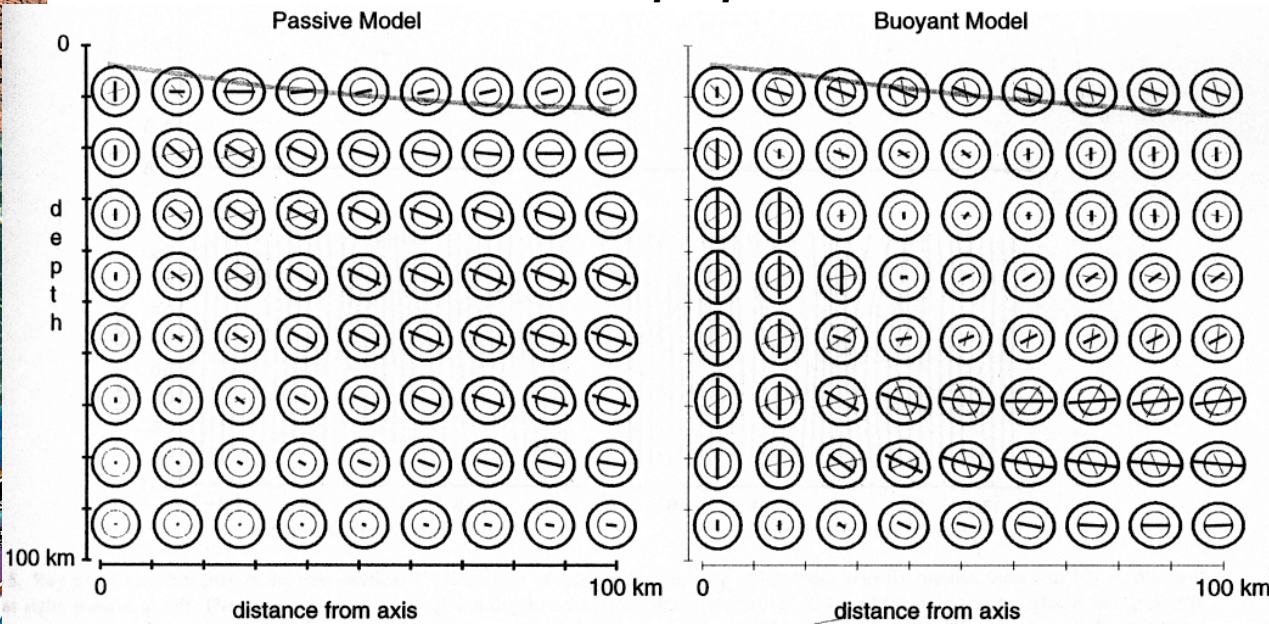 Passive Model
0
depth
100 km
0
100 km
distance from axis
Buoyant Model
0
100 km
distance from axis